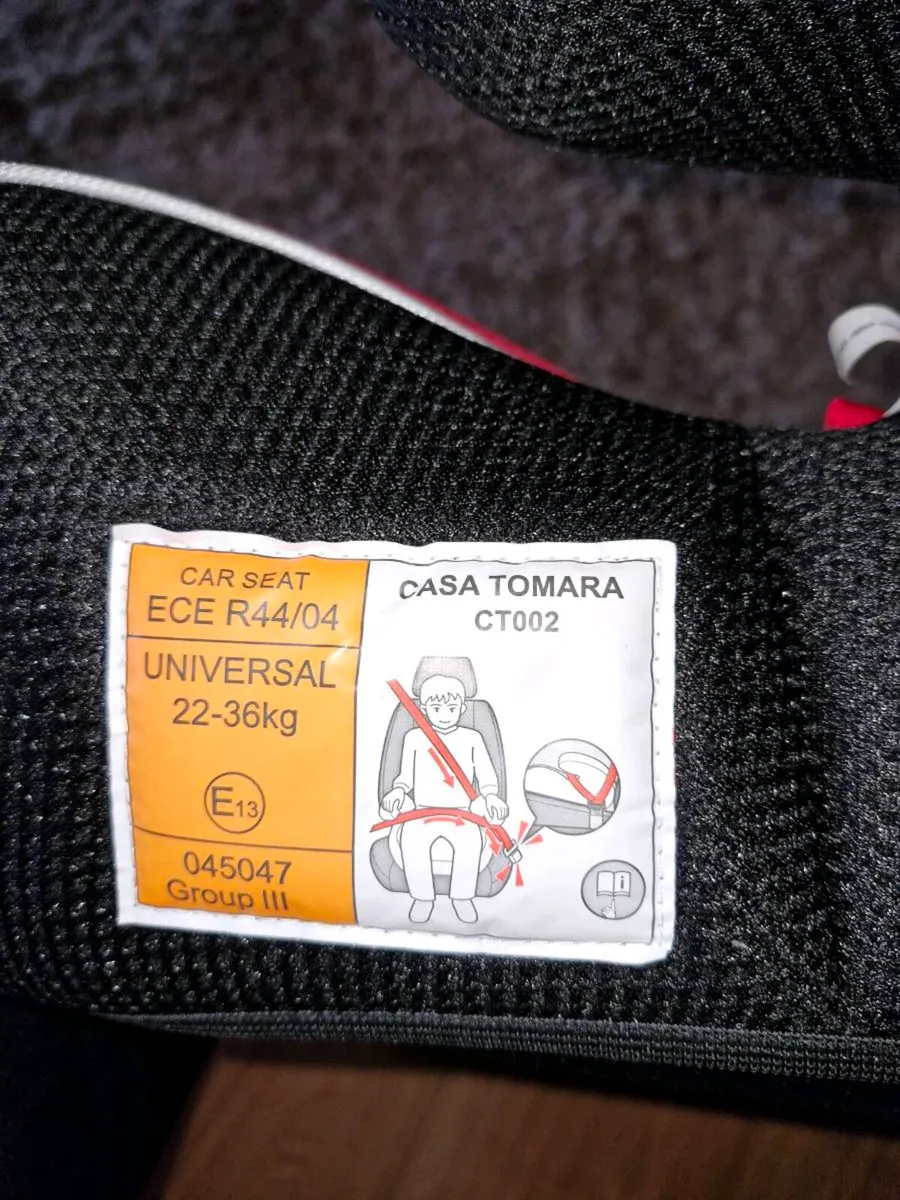 CAR SEAT
ECE R44/04
UNIVERSAL
22-36kg
E13
045047
Group III
CASA TOMARA
CT002
i